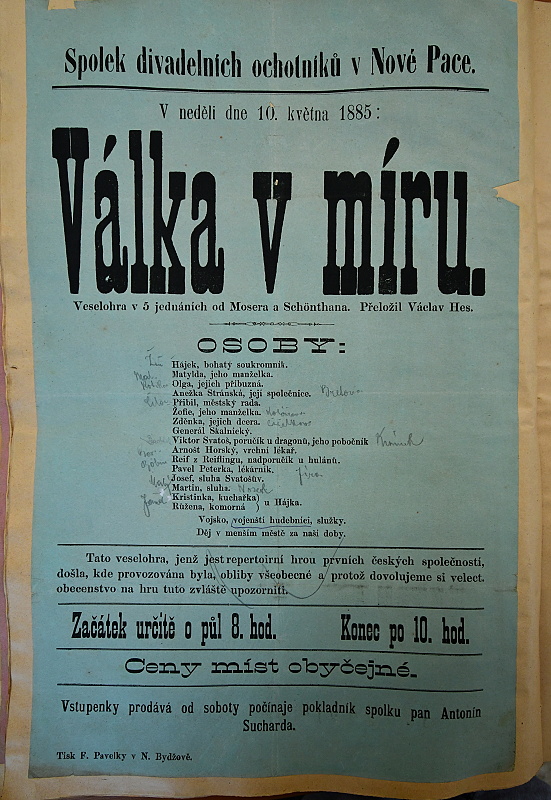 Spolek divadelních ochotníků v Nové Pace.
V neděli dne 10. května 1885:
Válka v míru.
Veselohra v 5 jednáních od Mosera a Schönthana. Přeložil Václav Hes.
OSOBY:
Hájek, bohatý soukromník.
Matylda, jeho manželka.
Olga, jejich příbuzná.
Anežka Stránská, její společnice.
Přibil, městský rada.
Žofie, jeho manželka.
Zděnka, jejich dcera.
Generál Skalnický.
Viktor Svatoš, poručík u dragonů, jeho pobočník
Arnošt Horský, vrchní lékař.
Reif z Reiflingu, nadporučík u hulánů.
Pavel Peterka, lékárník.
Josef, sluha Svatošův.
Martin, sluha.
Kristinka, kuchařka
Růžena, komorná } u Hájka.
Vojsko, vojenští hudebníci, služky.
Děj v menším městě za naší doby.
Tato veselohra, jenž jest repertoirní hrou prvních českých společností,
došla, kde provozována byla, obliby všeobecné a protož dovolujeme si velect.
obecenstvo na hru tuto zvláště upozorniti.
Začátek určitě o půl 8. hod. Konec po 10. hod.
Ceny míst obyčejné.
Vstupenky prodává od soboty počínaje pokladník spolku pan Antonín
Sucharda.
Tisk F. Pavelky v N. Bydžově.